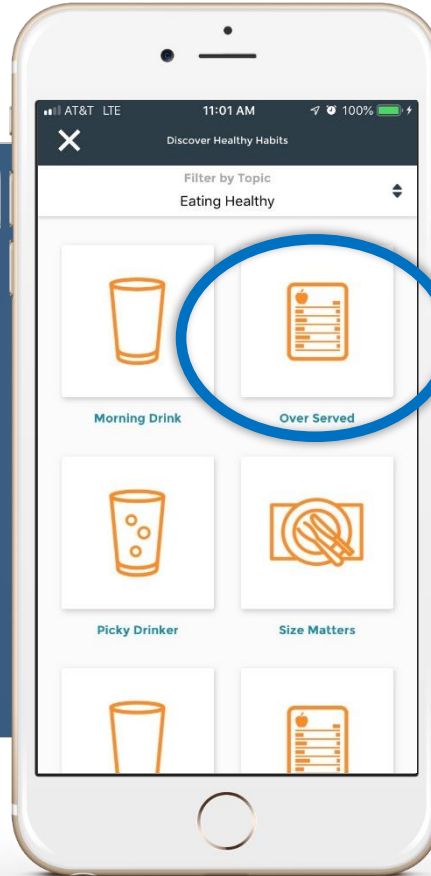 AT&T LTE 11:01 AM 100%
Discover Healthy Habits
Filter by Topic
Eating Healthy
Morning Drink Over Served
Picky Drinker Size Matters